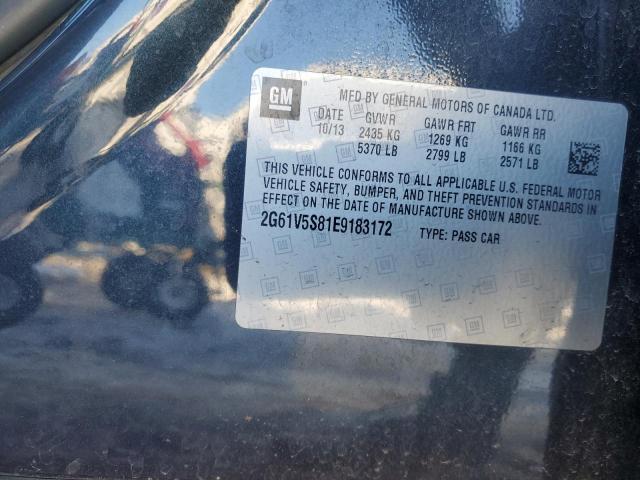 GM
MFD BY GENERAL MOTORS OF CANADA LTD.
DATE GVWR GAWR FRT GAWR RR
10/13 2435 KG 1269 KG 1166 KG
5370 LB 2799 LB 2571 LB
THIS VEHICLE CONFORMS TO ALL APPLICABLE U.S. FEDERAL MOTOR
VEHICLE SAFETY, BUMPER, AND THEFT PREVENTION STANDARDS IN
EFFECT ON THE DATE OF MANUFACTURE SHOWN ABOVE.
2G61V5S81E9183172 TYPE: PASS CAR